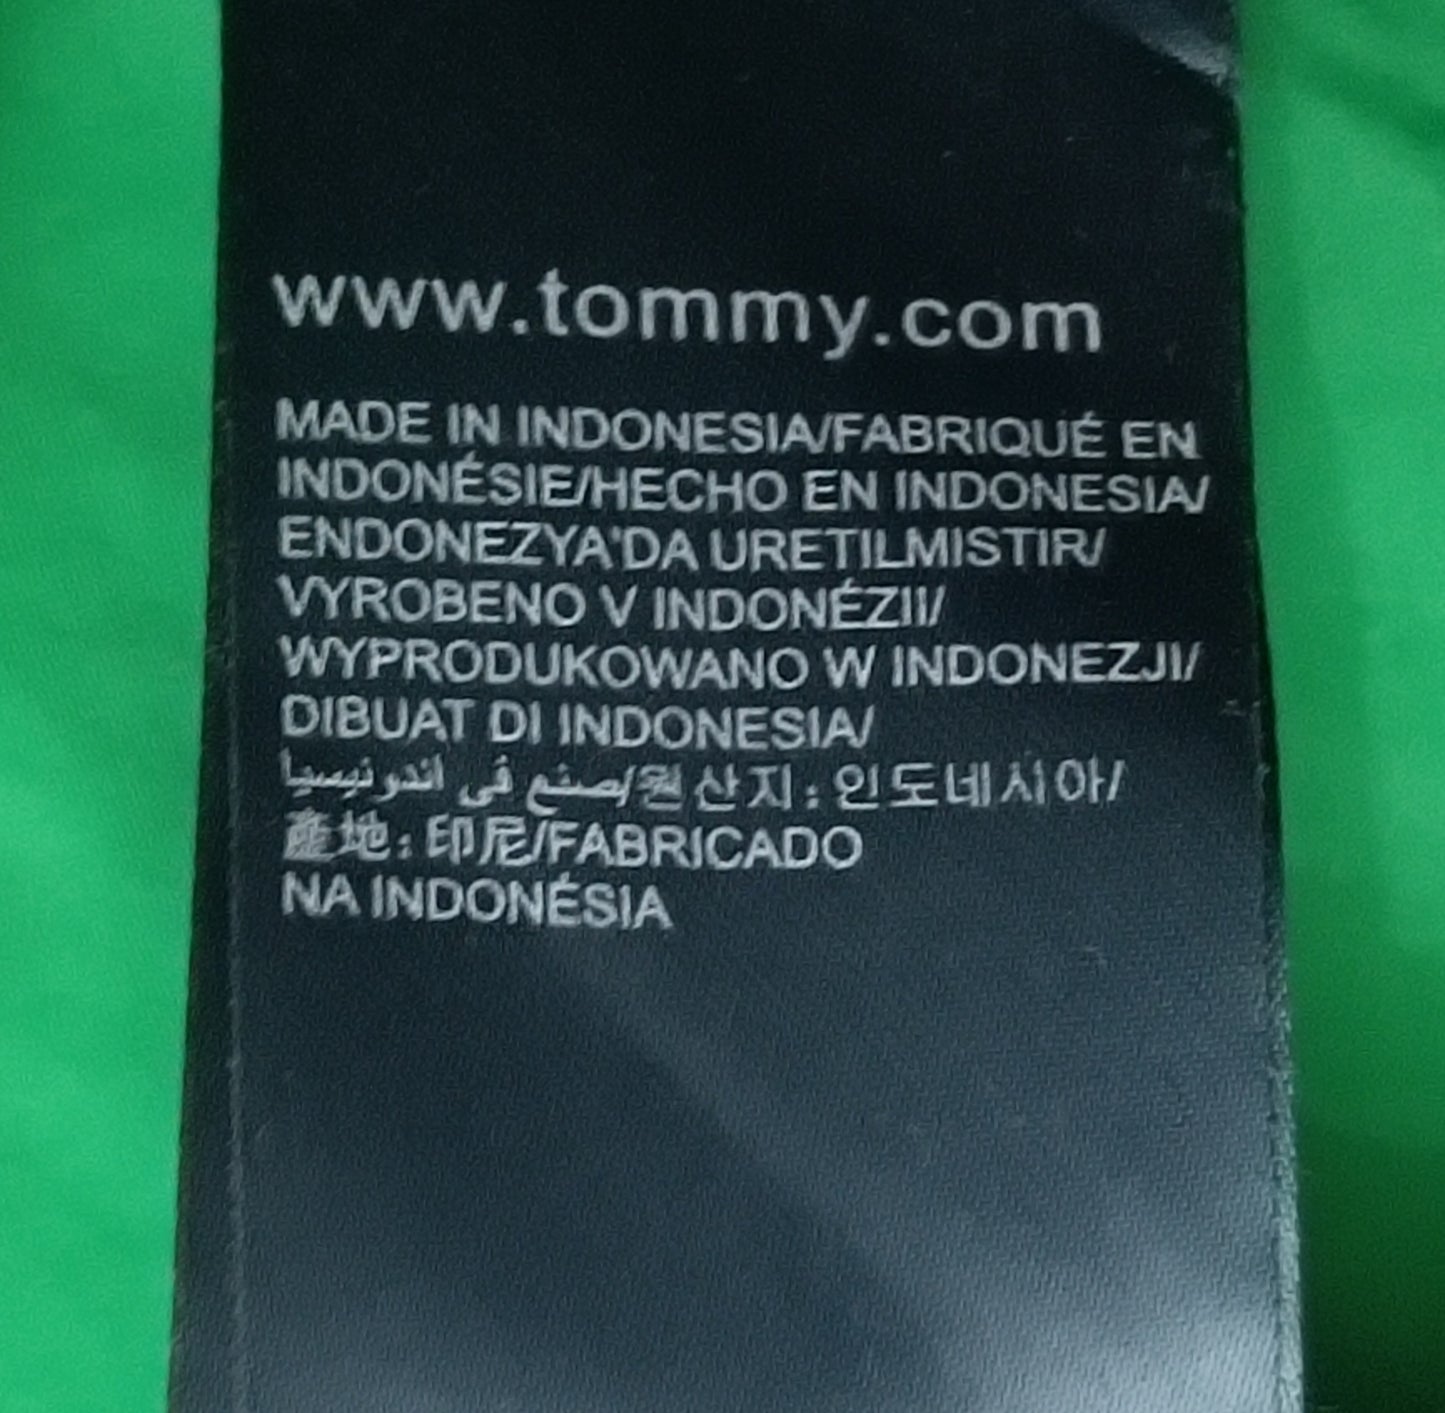 www.tommy.com
MADE IN INDONESIA/FABRIQUÉ EN
INDONÉSIE/HECHO EN INDONESIA/
ENDONEZYA'DA URETILMISTIR/
VYROBENO V INDONÉZII/
WYPRODUKOWANO W INDONEZJI/
DIBUAT DI INDONESIA/
صنع في اندونيسيا/원산지: 인도네시아/
產地: 印尼/FABRICADO
NA INDONÉSIA